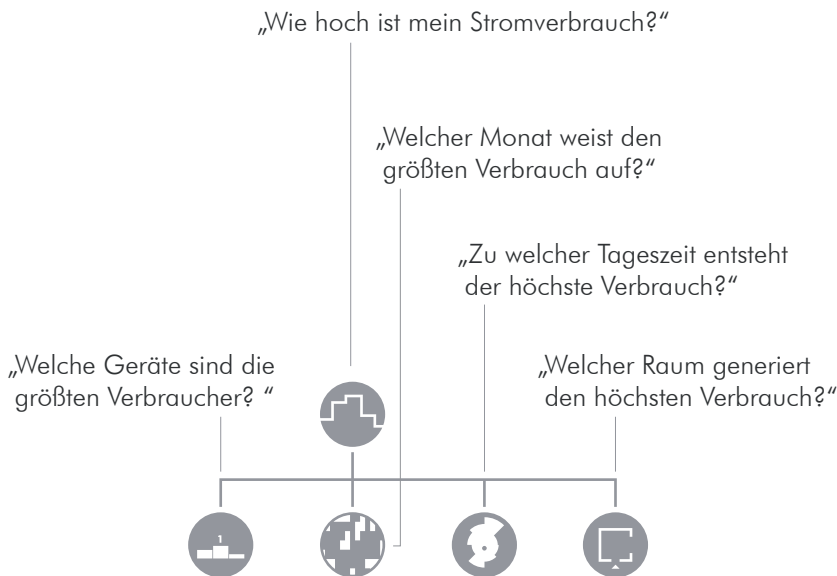 „Wie hoch ist mein Stromverbrauch?“
„Welcher Monat weist den
größten Verbrauch auf?“
„Zu welcher Tageszeit entsteht
der höchste Verbrauch?“
„Welche Geräte sind die
größten Verbraucher? “
„Welcher Raum generiert
den höchsten Verbrauch?“
1